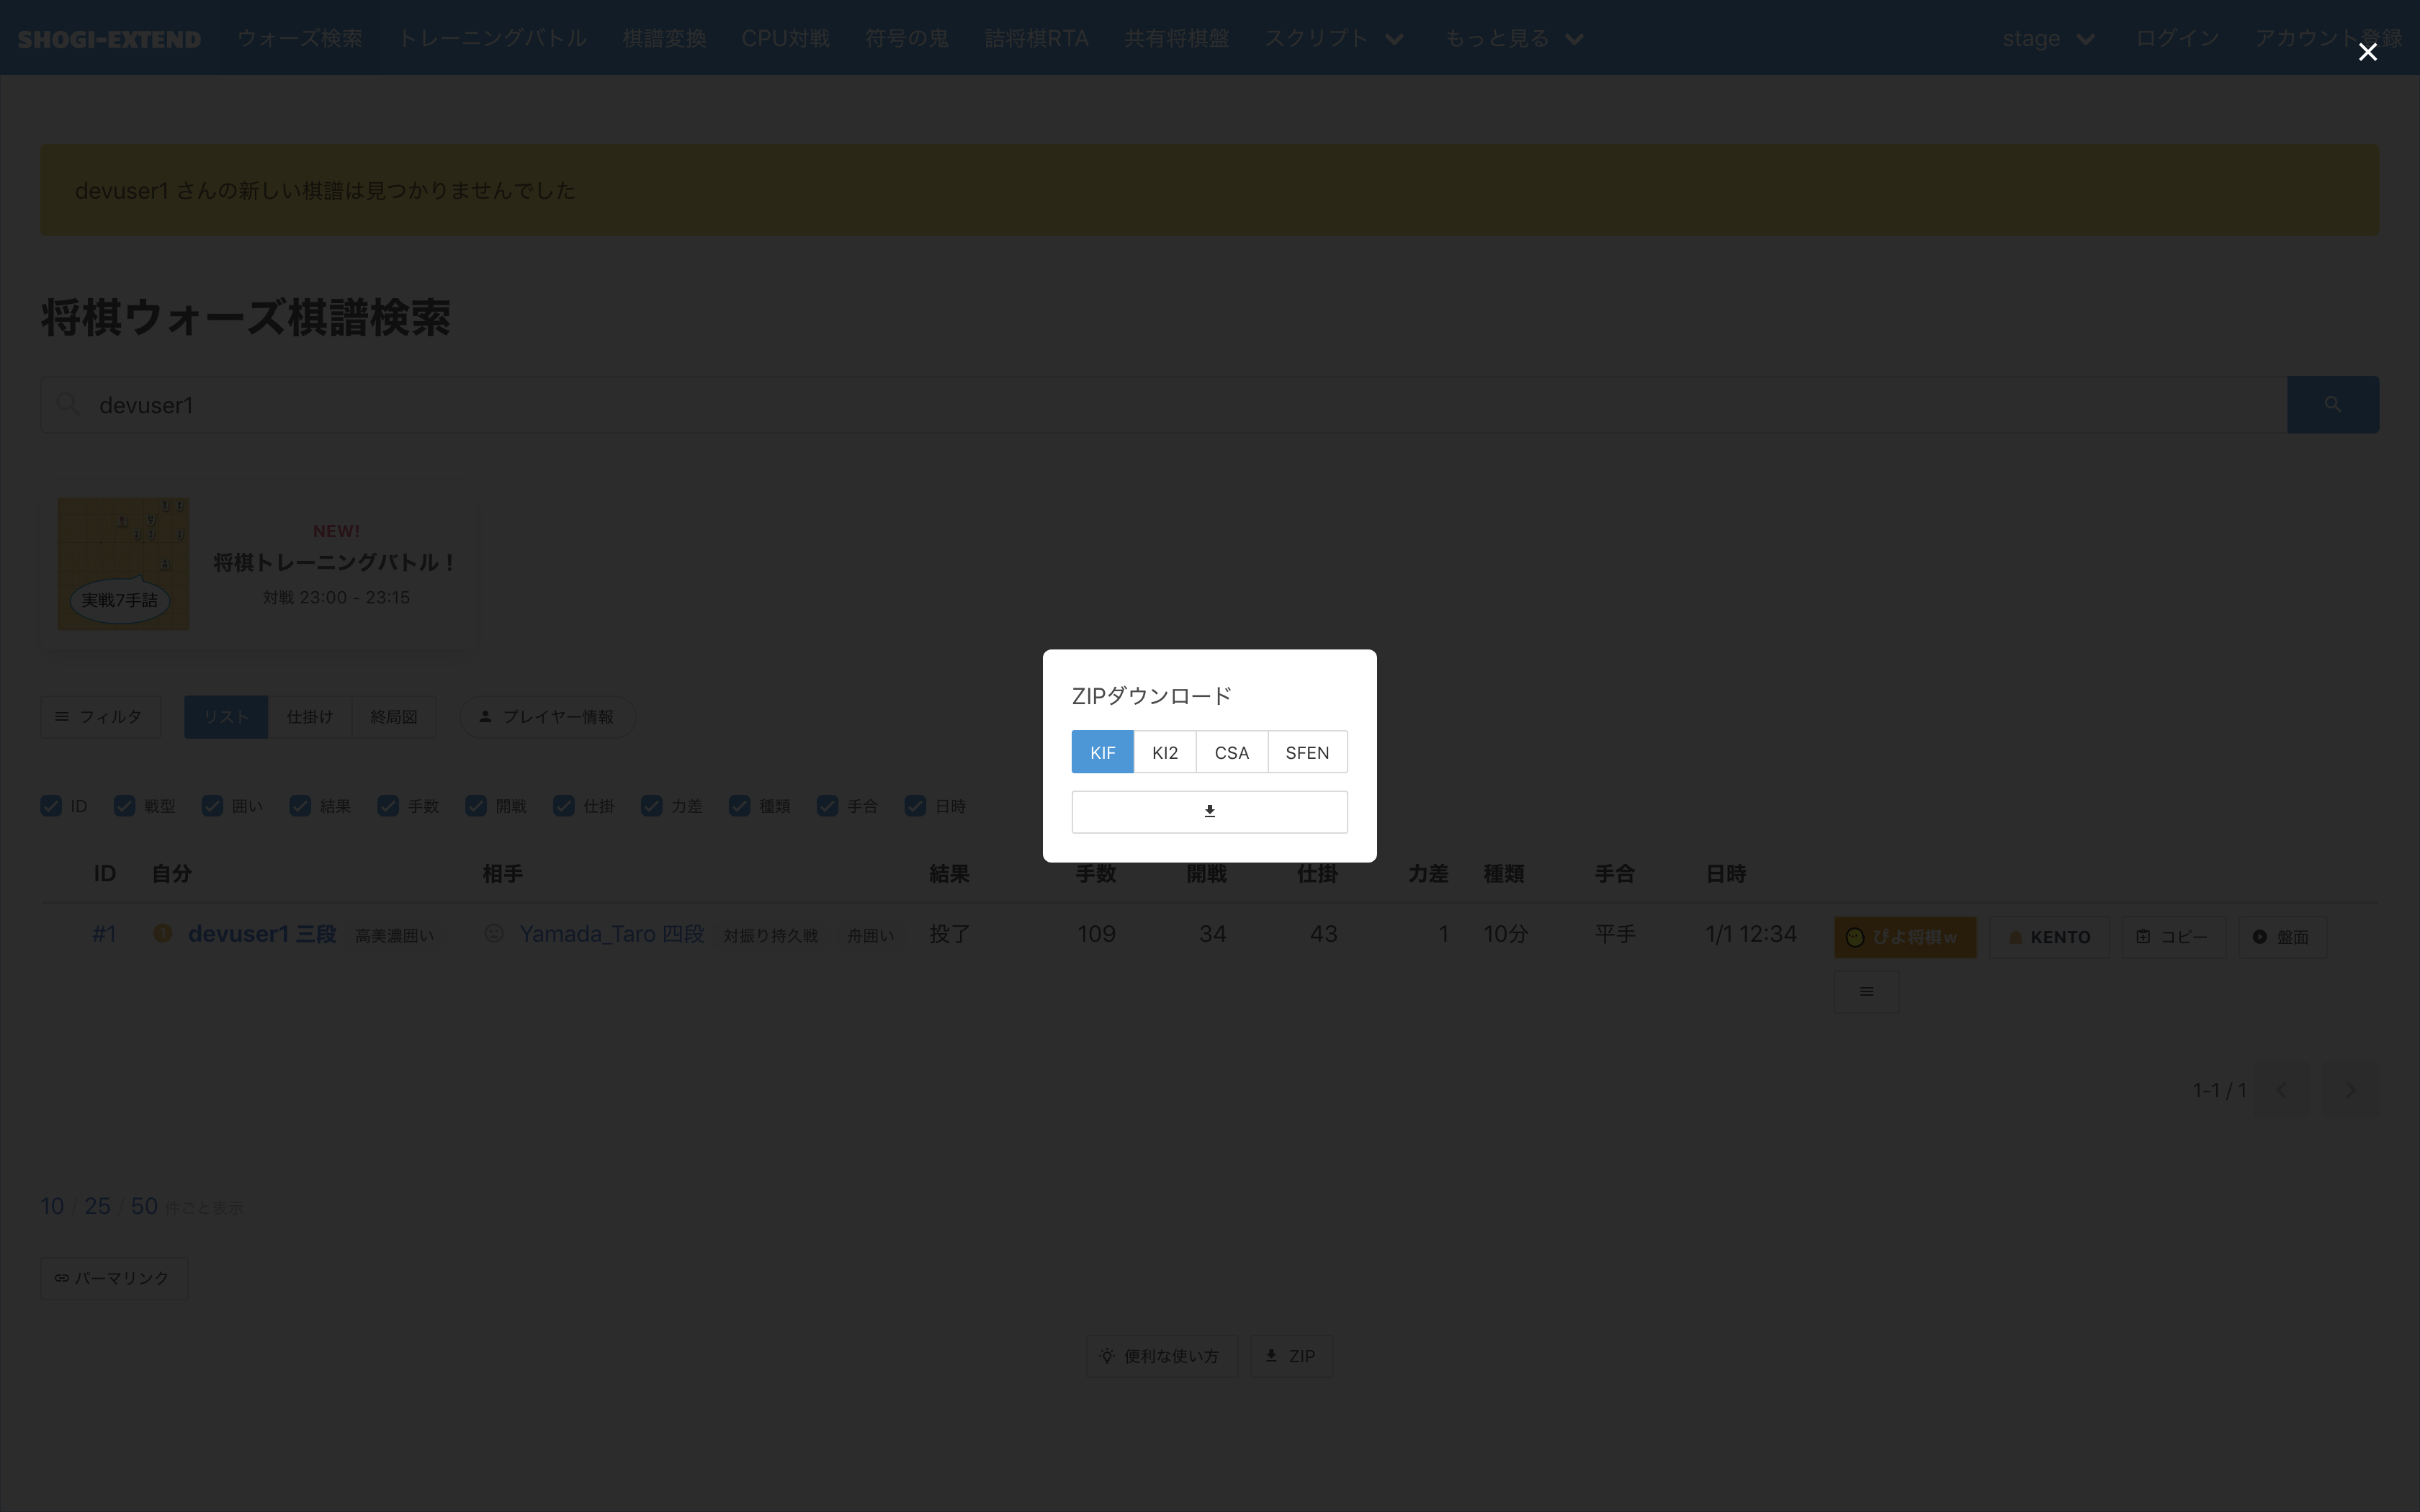 SHOGI-EXTEND ウォーズ検索 トレーニングバトル 棋譜変換 CPU対戦 符号の鬼 詰将棋RTA 共有将棋盤 スクリプト もっと見る stage ログイン アカウント登録
devuser1 さんの新しい棋譜は見つかりませんでした
将棋ウォーズ棋譜検索
devuser1
NEW!
将棋トレーニングバトル！
対戦 23:00 - 23:15
実戦7手詰
ZIPダウンロード
KIF KI2 CSA SFEN
フィルタ リスト 仕掛け 終局図 プレイヤー情報
ID 戦型 囲い 結果 手数 開戦 仕掛 力差 種類 手合 日時
ID 自分 相手 結果 手数 開戦 仕掛 力差 種類 手合 日時
#1 devuser1 三段 高美濃囲い Yamada_Taro 四段 対振り持久戦 舟囲い 投了 109 34 43 1 10分 平手 1/1 12:34 ぴよ将棋w KENTO コピー 盤面
1-1 / 1
10 / 25 / 50 件ごと表示
パーマリンク
便利な使い方 ZIP